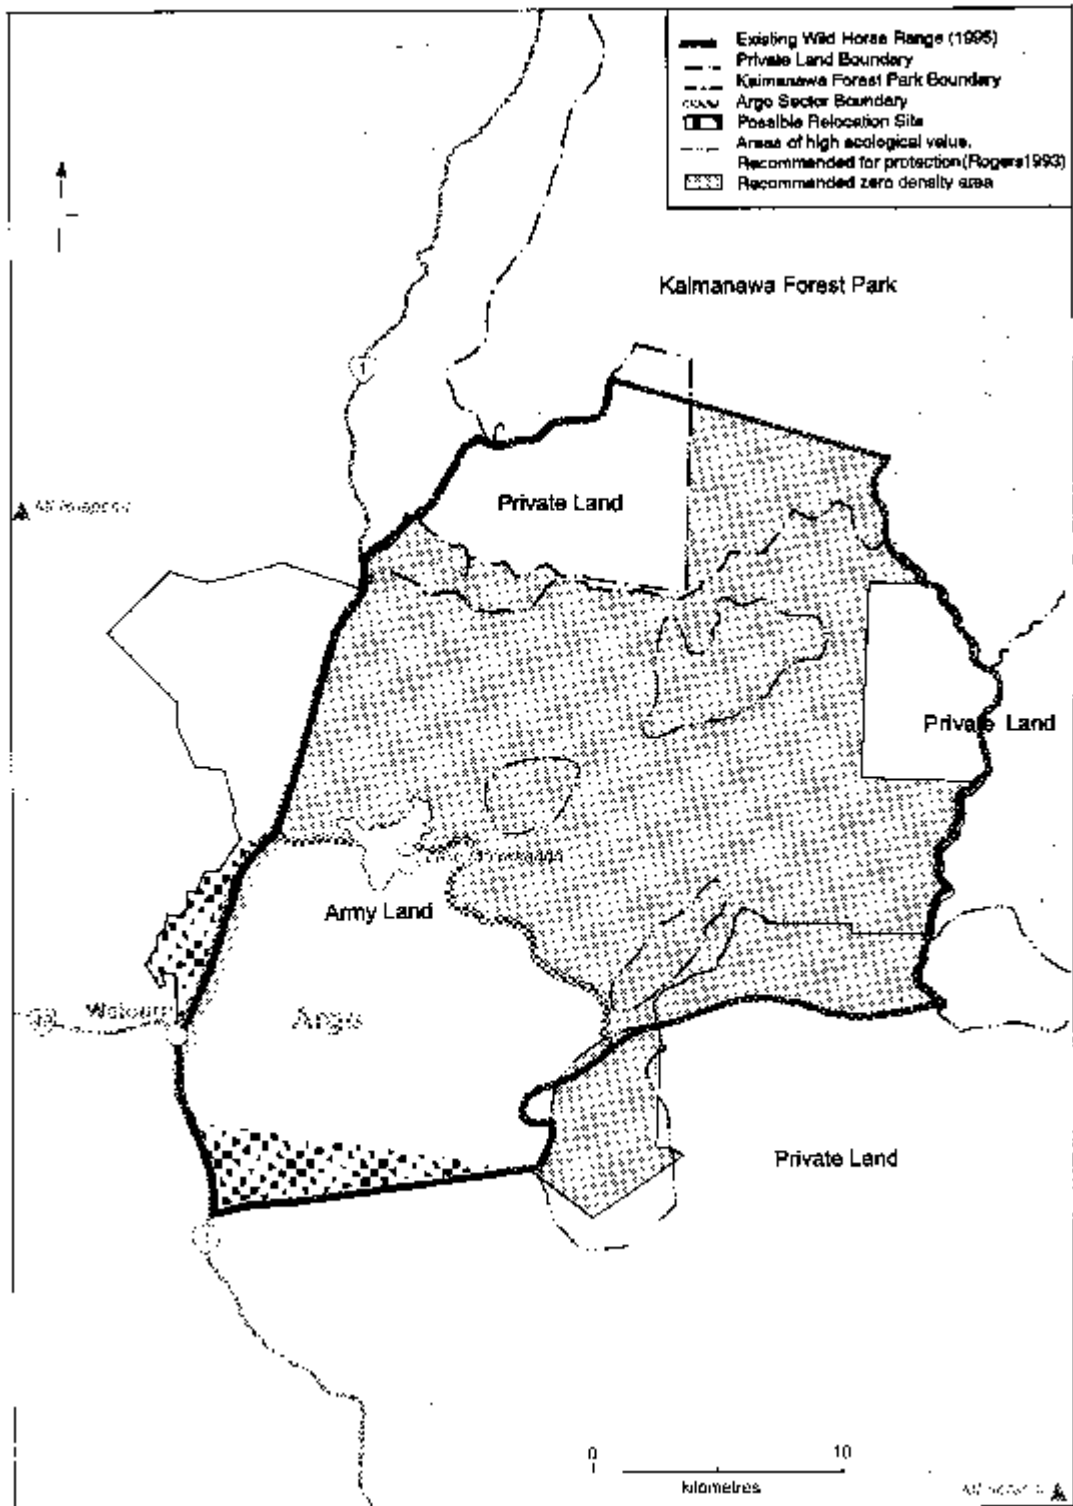 Existing Wild Horse Range (1995)
Private Land Boundary
Kaimanawa Forest Park Boundary
Argo Sector Boundary
Possible Relocation Site
Areas of high ecological value.
Recommended for protection(Rogers1993)
Recommended zero density area
Kaimanawa Forest Park
1
Private Land
Private Land
Army Land
Argo
Private Land
0
10
kilometres